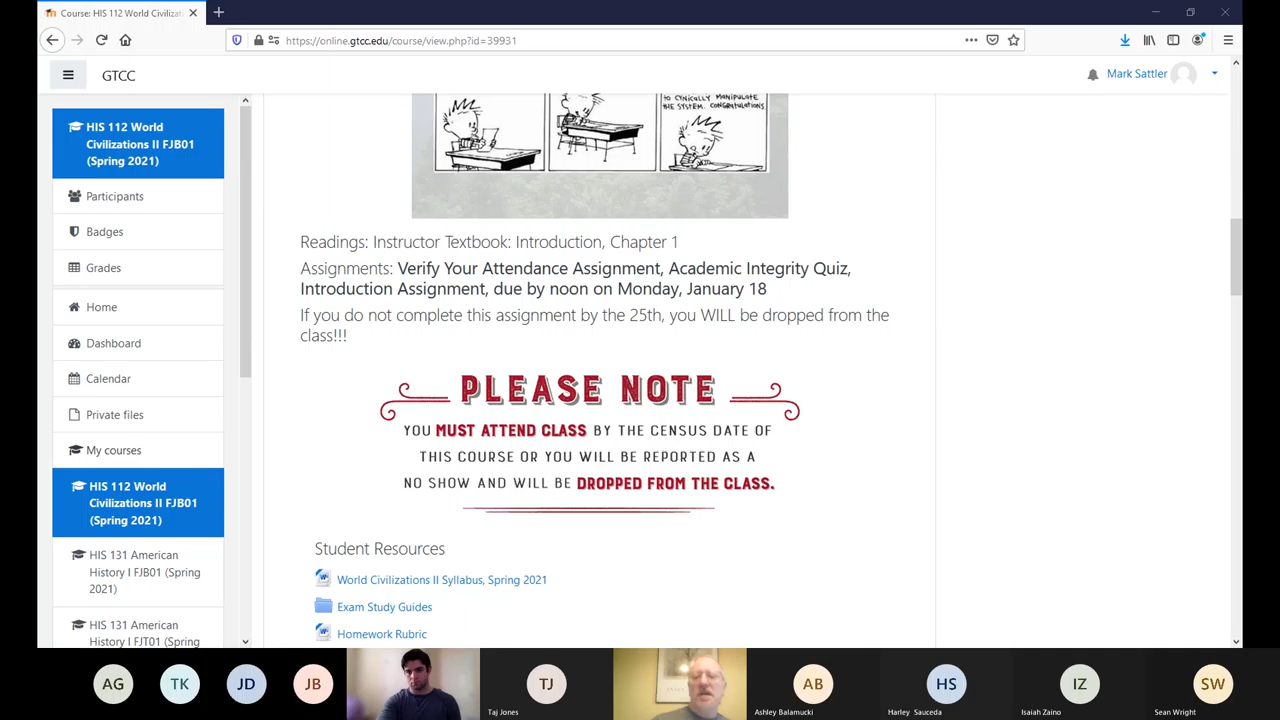 Course: HIS 112 World Civilizati
https://online.gtcc.edu/course/view.php?id=39931
GTCC
Mark Sattler
HIS 112 World
Civilizations II FJB01
(Spring 2021)
Participants
Badges
Grades
Home
Dashboard
Calendar
Private files
My courses
HIS 112 World
Civilizations II FJB01
(Spring 2021)
HIS 131 American
History I FJB01 (Spring
2021)
HIS 131 American
History I FJT01 (Spring
TO CYNICALLY MANIPULATE
THE SYSTEM. CONGRATULATIONS.
Readings: Instructor Textbook: Introduction, Chapter 1
Assignments: Verify Your Attendance Assignment, Academic Integrity Quiz,
Introduction Assignment, due by noon on Monday, January 18
If you do not complete this assignment by the 25th, you WILL be dropped from the
class!!!
PLEASE NOTE
YOU MUST ATTEND CLASS BY THE CENSUS DATE OF
THIS COURSE OR YOU WILL BE REPORTED AS A
NO SHOW AND WILL BE DROPPED FROM THE CLASS.
Student Resources
World Civilizations II Syllabus, Spring 2021
Exam Study Guides
Homework Rubric
AG
TK
JD
JB
TJ
Taj Jones
AB
Ashley Balamucki
HS
Harley Sauceda
IZ
Isaiah Zaino
SW
Sean Wright